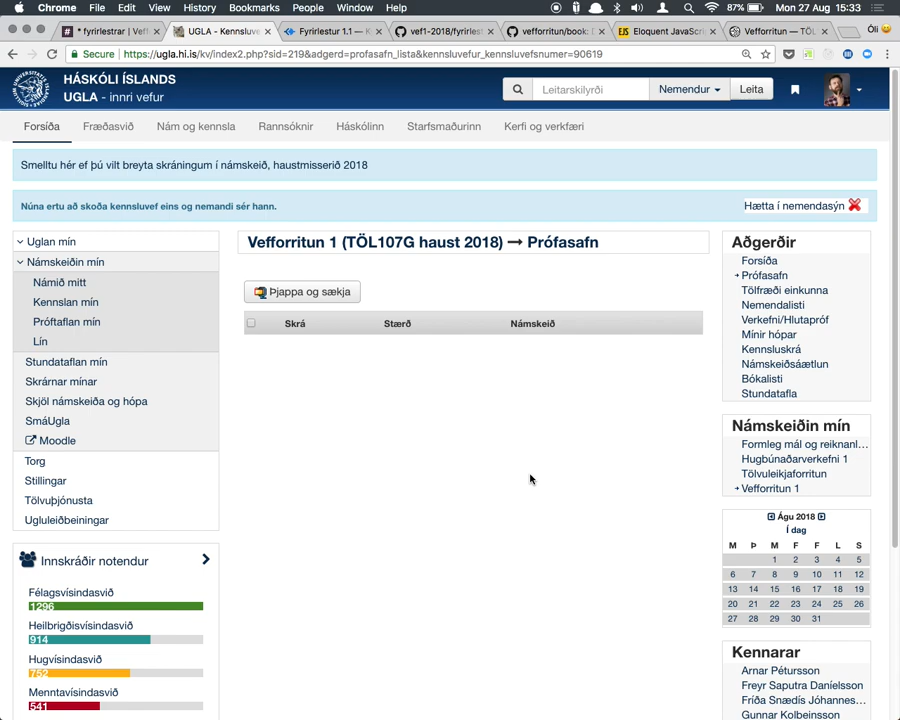 Chrome File Edit View History Bookmarks People Window Help 87% Mon 27 Aug 15:33
* fyrirlestrar | Vef UGLA - Kennsluve Fyrirlestur 1.1 – K vef1-2018/fyrirles vefforritun/book: E Eloquent JavaScri Vefforritun — TÖL Óli
Secure https://ugla.hi.is/kv/index2.php?sid=219&adgerd=profasafn_lista&kennsluvefur_kennsluvefsnumer=90619
HÁSKÓLI ÍSLANDS
UGLA - innri vefur
Leitarskilyrði Nemendur Leita
Forsíða Fræðasvið Nám og kennsla Rannsóknir Háskólinn Starfsmaðurinn Kerfi og verkfæri
Smelltu hér ef þú vilt breyta skráningum í námskeið, haustmisserið 2018
Núna ertu að skoða kennsluvef eins og nemandi sér hann.
Hætta í nemendasýn
Uglan mín
Námskeiðin mín
Námið mitt
Kennslan mín
Próftaflan mín
Lín
Stundataflan mín
Skrárnar mínar
Skjöl námskeiða og hópa
SmáUgla
Moodle
Torg
Stillingar
Tölvuþjónusta
Ugluleiðbeiningar
Innskráðir notendur
Félagsvísindasvið
1296
Heilbrigðisvísindasvið
914
Hugvísindasvið
752
Menntavísindasvið
541
Vefforritun 1 (TÖL107G haust 2018) → Prófasafn
Þjappa og sækja
Skrá Stærð Námskeið
Aðgerðir
Forsíða
Prófasafn
Tölfræði einkunna
Nemendalisti
Verkefni/Hlutapróf
Mínir hópar
Kennsluskrá
Námskeiðsáætlun
Bókalisti
Stundatafla
Námskeiðin mín
Formleg mál og reiknanl...
Hugbúnaðarverkefni 1
Tölvuleikjaforritun
Vefforritun 1
Ágú 2018
Í dag
M Þ M F F L S
1 2 3 4 5
6 7 8 9 10 11 12
13 14 15 16 17 18 19
20 21 22 23 24 25 26
27 28 29 30 31
Kennarar
Arnar Pétursson
Freyr Saputra Daníelsson
Fríða Snædís Jóhannes...
Gunnar Kolbeinsson